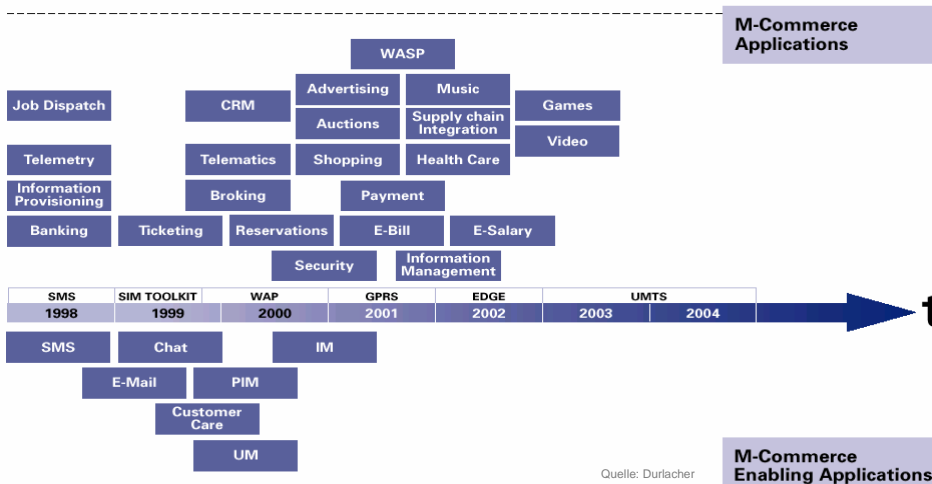 M-Commerce
Applications
WASP
Advertising
Music
Job Dispatch
CRM
Games
Auctions
Supply chain
Integration
Video
Telemetry
Telematics
Shopping
Health Care
Information
Provisioning
Broking
Payment
Banking
Ticketing
Reservations
E-Bill
E-Salary
Security
Information
Management
SMS
SIM TOOLKIT
WAP
GPRS
EDGE
UMTS
1998
1999
2000
2001
2002
2003
2004
t
SMS
Chat
IM
E-Mail
PIM
Customer
Care
UM
Quelle: Durlacher
M-Commerce
Enabling Applications